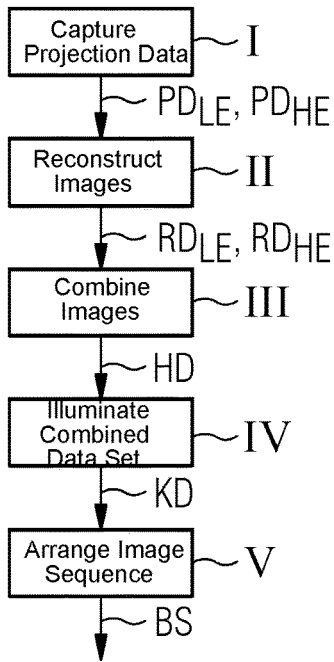 Capture
Projection Data
I
PD_LE, PD_HE
Reconstruct
Images
II
RD_LE, RD_HE
Combine
Images
III
HD
Illuminate
Combined
Data Set
IV
KD
Arrange Image
Sequence
V
BS